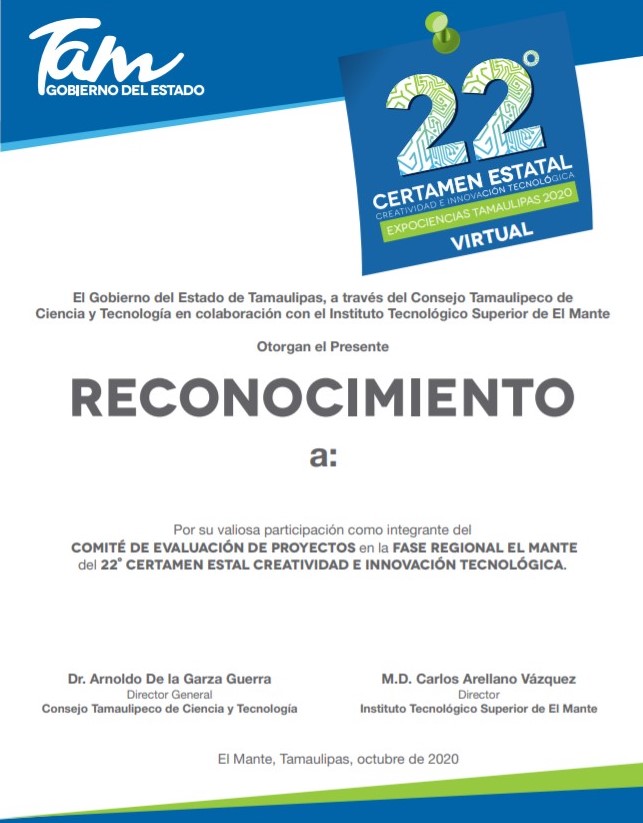 Tam
GOBIERNO DEL ESTADO
22°
CERTAMEN ESTATAL
CREATIVIDAD E INNOVACIÓN TECNOLÓGICA
EXPOCIENCIAS TAMAULIPAS 2020
VIRTUAL
El Gobierno del Estado de Tamaulipas, a través del Consejo Tamaulipeco de
Ciencia y Tecnología en colaboración con el Instituto Tecnológico Superior de El Mante
Otorgan el Presente
RECONOCIMIENTO
a:
Por su valiosa participación como integrante del
COMITÉ DE EVALUACIÓN DE PROYECTOS en la FASE REGIONAL EL MANTE
del 22° CERTAMEN ESTAL CREATIVIDAD E INNOVACIÓN TECNOLÓGICA.
Dr. Arnoldo De la Garza Guerra
Director General
Consejo Tamaulipeco de Ciencia y Tecnología
M.D. Carlos Arellano Vázquez
Director
Instituto Tecnológico Superior de El Mante
El Mante, Tamaulipas, octubre de 2020